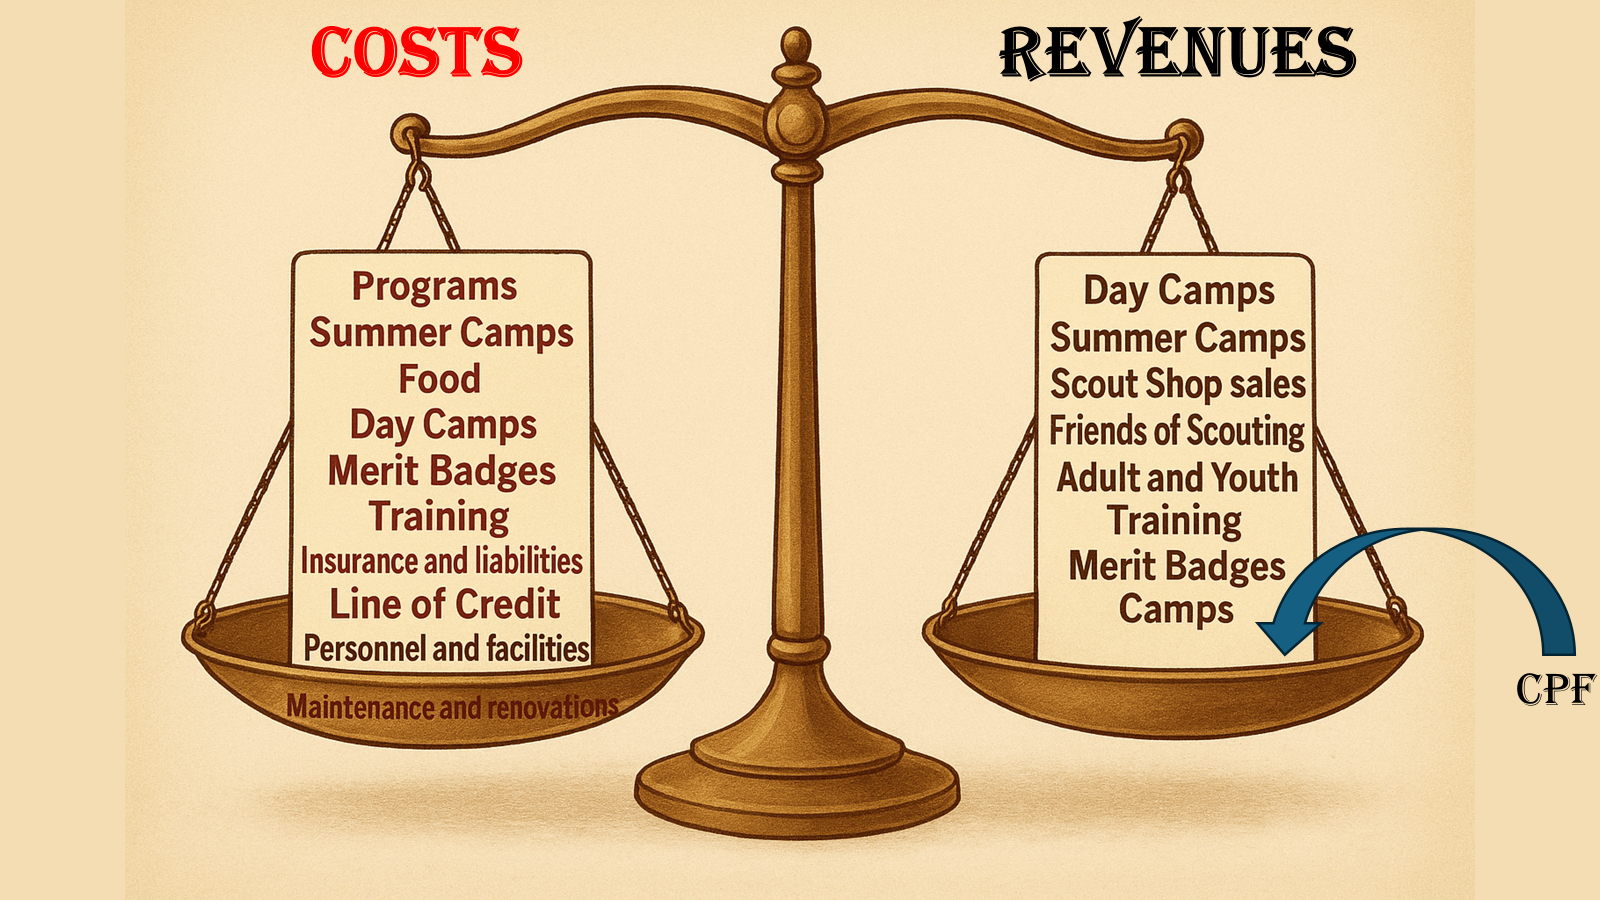 COSTS
REVENUES
Programs
Summer Camps
Food
Day Camps
Merit Badges
Training
Insurance and liabilities
Line of Credit
Personnel and facilities
Maintenance and renovations
Day Camps
Summer Camps
Scout Shop sales
Friends of Scouting
Adult and Youth
Training
Merit Badges
Camps
CPF